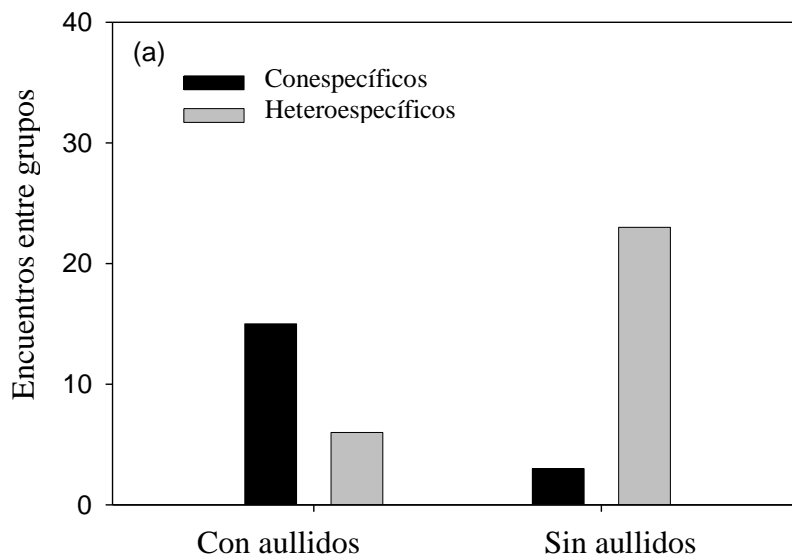 (a)
Conespecíficos
Heteroespecíficos
Encuentros entre grupos
40
30
20
10
0
Con aullidos
Sin aullidos